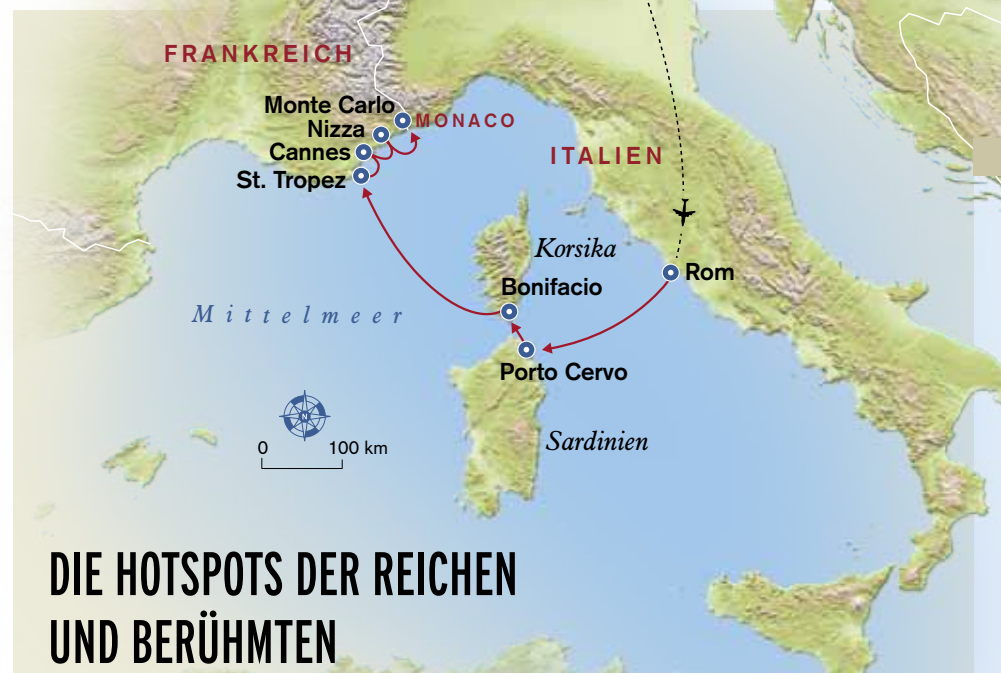 FRANKREICH
Monte Carlo
MONACO
Nizza
Cannes
St. Tropez
ITALIEN
Korsika
Rom
Bonifacio
Mittelmeer
Porto Cervo
N
0 100 km
Sardinien
DIE HOTSPOTS DER REICHEN
UND BERÜHMTEN